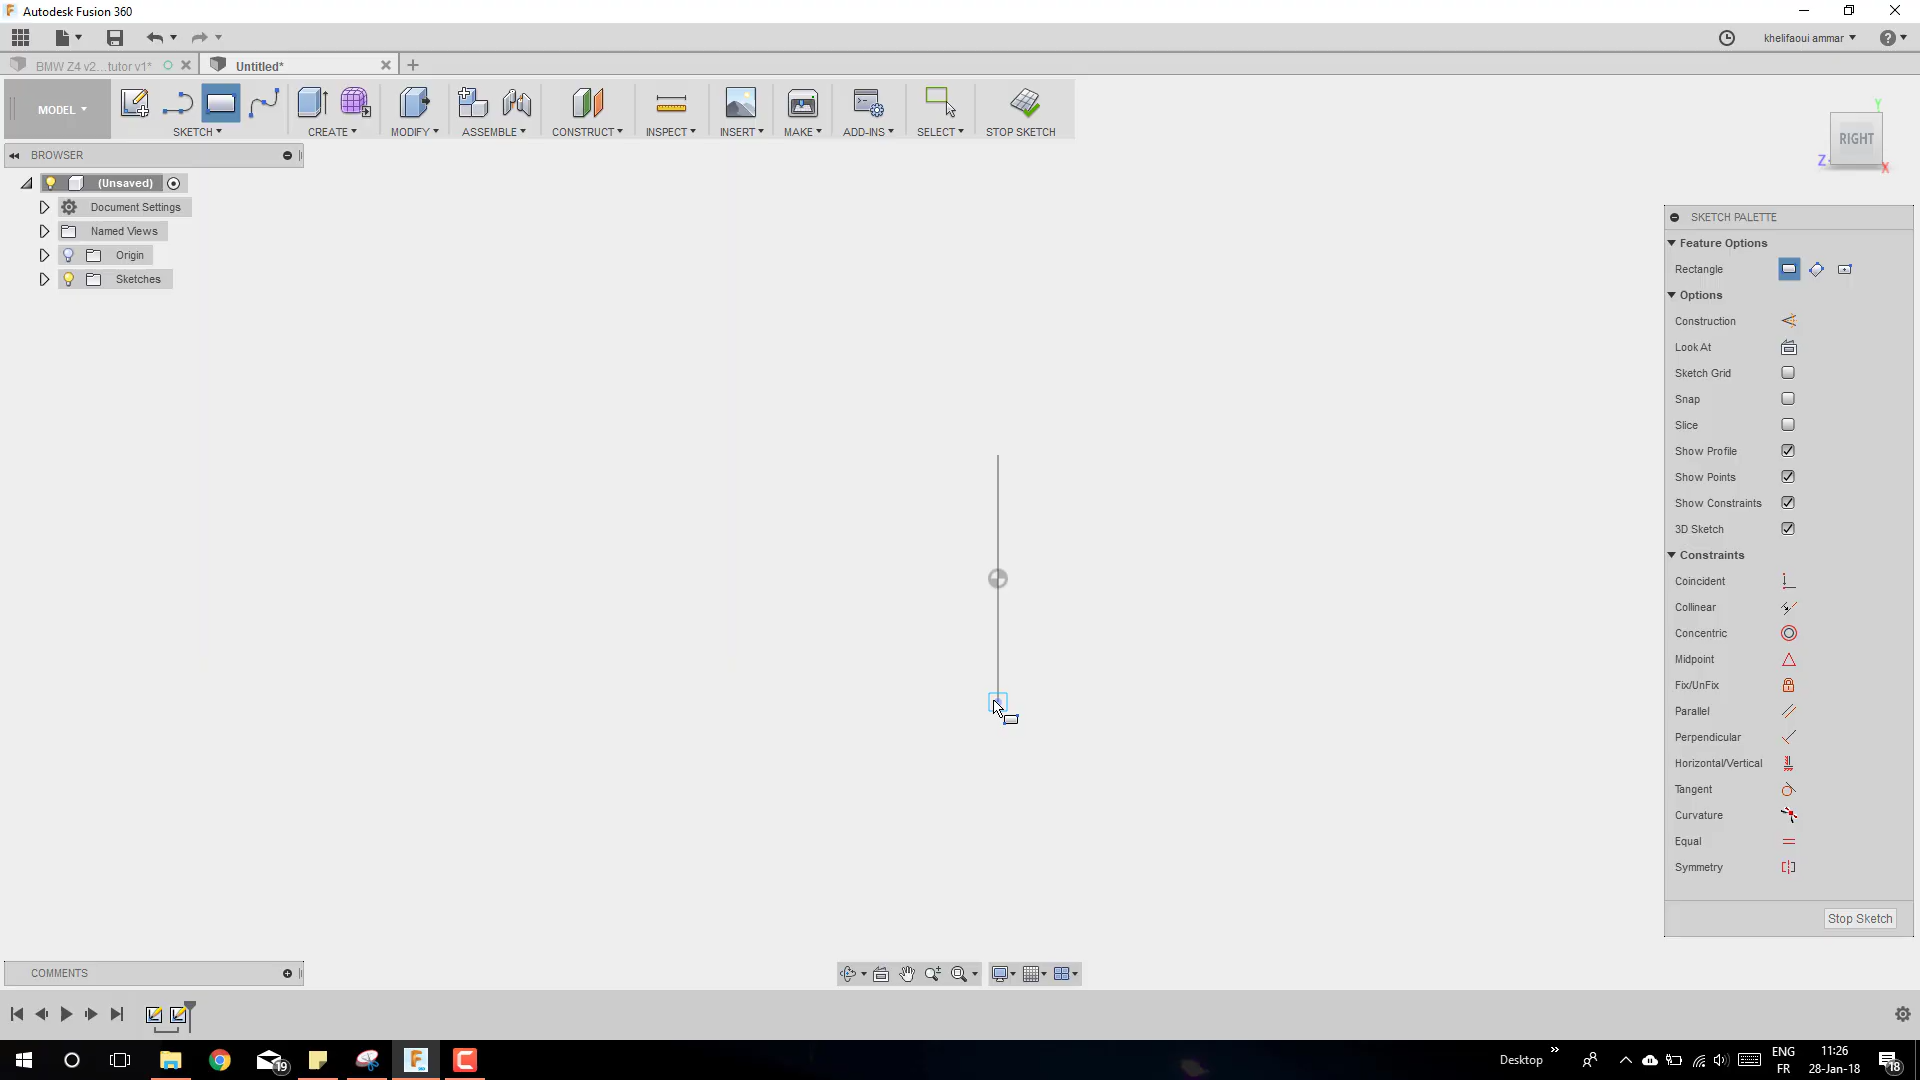 Autodesk Fusion 360
khelifaoui ammar
BMW Z4 v2...tutor v1*
Untitled*
MODEL
SKETCH
CREATE
MODIFY
ASSEMBLE
CONSTRUCT
INSPECT
INSERT
MAKE
ADD-INS
SELECT
STOP SKETCH
Y
RIGHT
Z
X
BROWSER
(Unsaved)
Document Settings
Named Views
Origin
Sketches
SKETCH PALETTE
Feature Options
Rectangle
Options
Construction
Look At
Sketch Grid
Snap
Slice
Show Profile
Show Points
Show Constraints
3D Sketch
Constraints
Coincident
Collinear
Concentric
Midpoint
Fix/UnFix
Parallel
Perpendicular
Horizontal/Vertical
Tangent
Curvature
Equal
Symmetry
Stop Sketch
COMMENTS
19
Desktop
ENG
FR
11:26
28-Jan-18
18